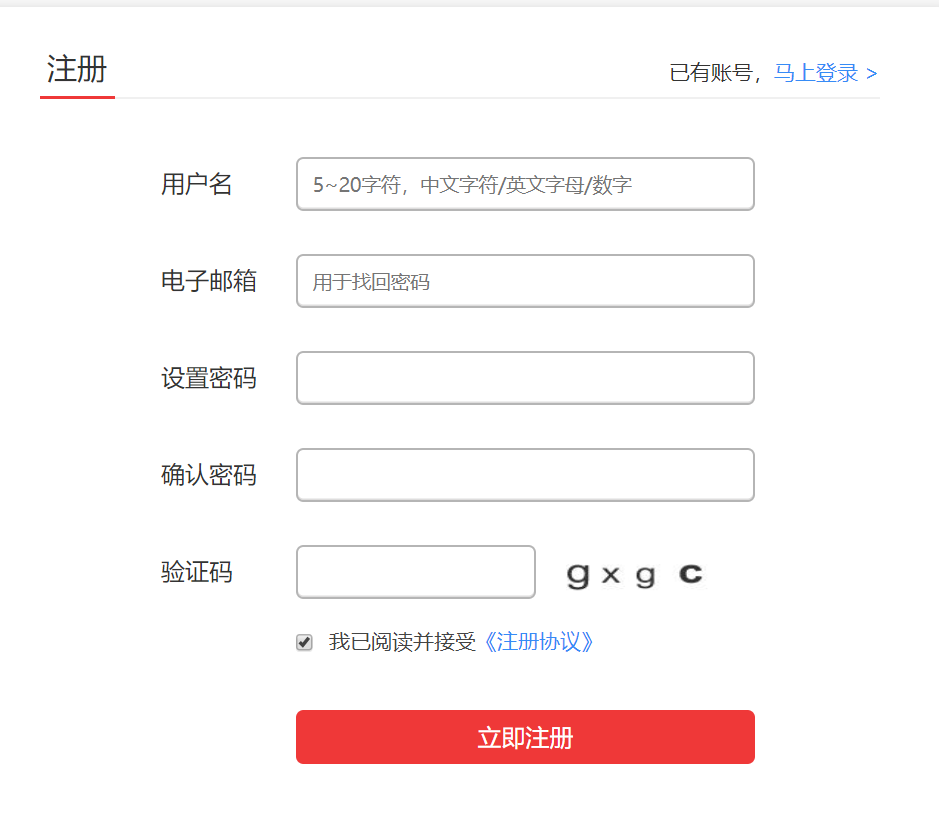 注册
已有账号，马上登录 >
用户名
5~20字符，中文字符/英文字母/数字
电子邮箱
用于找回密码
设置密码
确认密码
验证码
g x g c
我已阅读并接受《注册协议》
立即注册